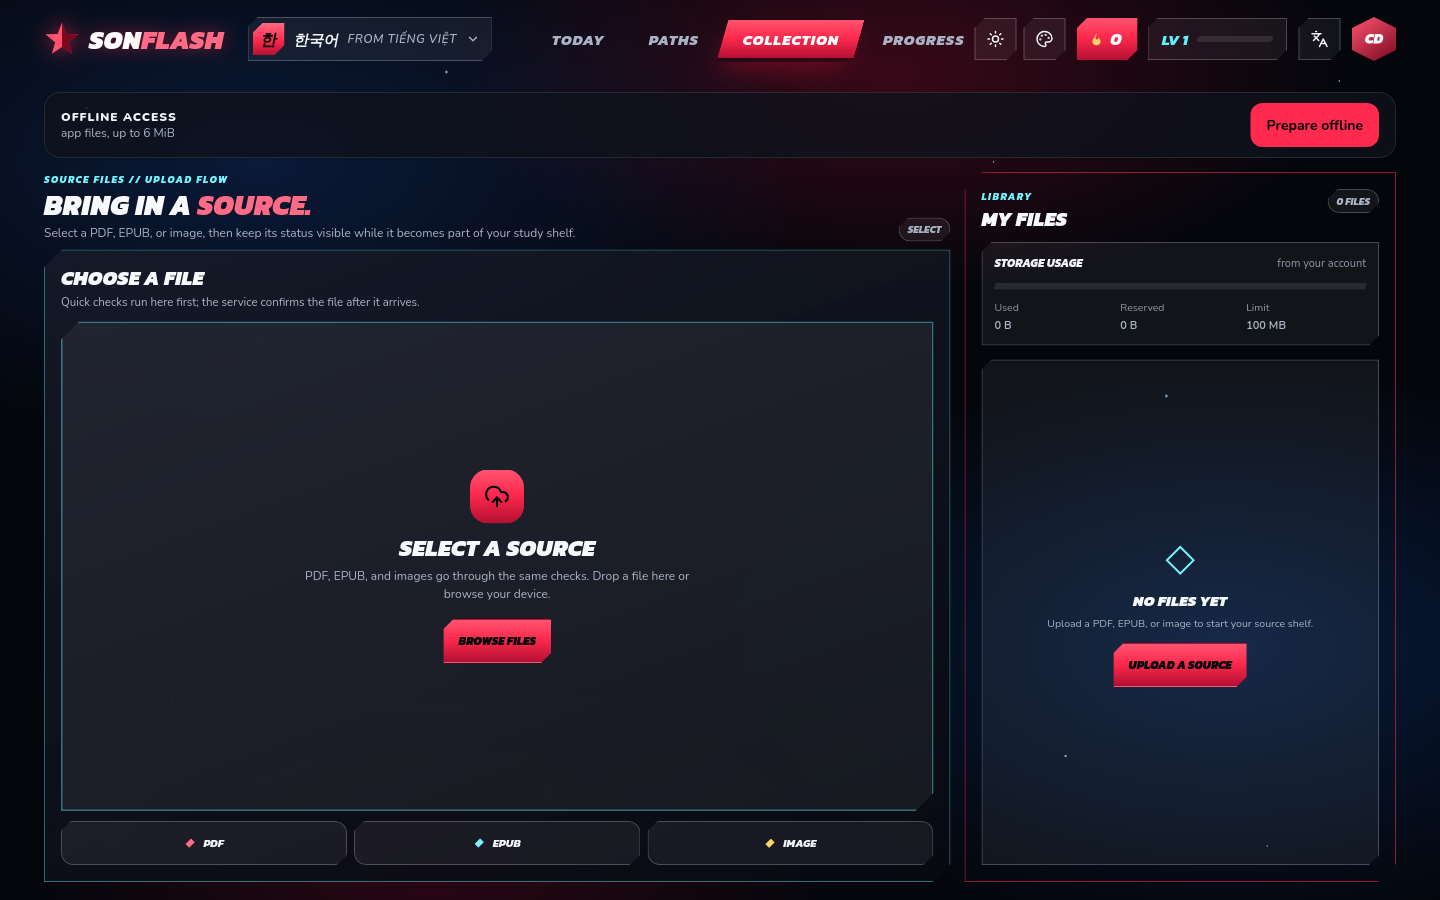 SONFLASH
한 한국어 FROM TIẾNG VIỆT
TODAY
PATHS
COLLECTION
PROGRESS
0
LV 1
CD
OFFLINE ACCESS
app files, up to 6 MiB
Prepare offline
SOURCE FILES // UPLOAD FLOW
BRING IN A SOURCE.
Select a PDF, EPUB, or image, then keep its status visible while it becomes part of your study shelf.
SELECT
CHOOSE A FILE
Quick checks run here first; the service confirms the file after it arrives.
SELECT A SOURCE
PDF, EPUB, and images go through the same checks. Drop a file here or
browse your device.
BROWSE FILES
PDF
EPUB
IMAGE
LIBRARY
MY FILES
0 FILES
STORAGE USAGE
from your account
Used
Reserved
Limit
0 B
0 B
100 MB
NO FILES YET
Upload a PDF, EPUB, or image to start your source shelf.
UPLOAD A SOURCE